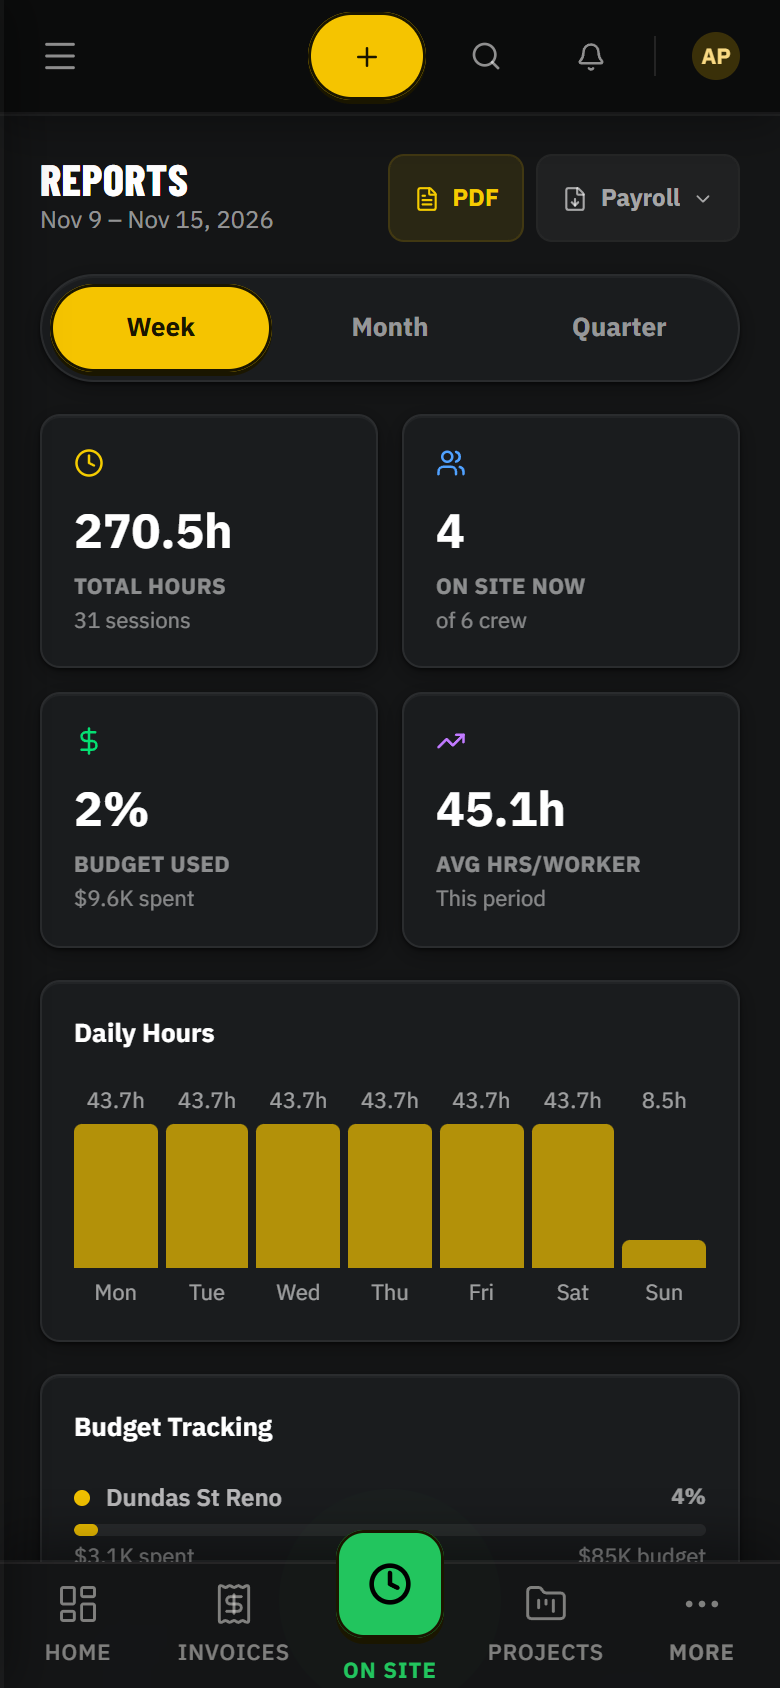 +
AP
REPORTS
Nov 9 – Nov 15, 2026
PDF
Payroll
Week
Month
Quarter
270.5h
TOTAL HOURS
31 sessions
4
ON SITE NOW
of 6 crew
$
2%
BUDGET USED
$9.6K spent
45.1h
AVG HRS/WORKER
This period
Daily Hours
43.7h 43.7h 43.7h 43.7h 43.7h 43.7h 8.5h
Mon Tue Wed Thu Fri Sat Sun
Budget Tracking
Dundas St Reno 4%
$3.1K spent $85K budget
HOME
INVOICES
ON SITE
PROJECTS
MORE